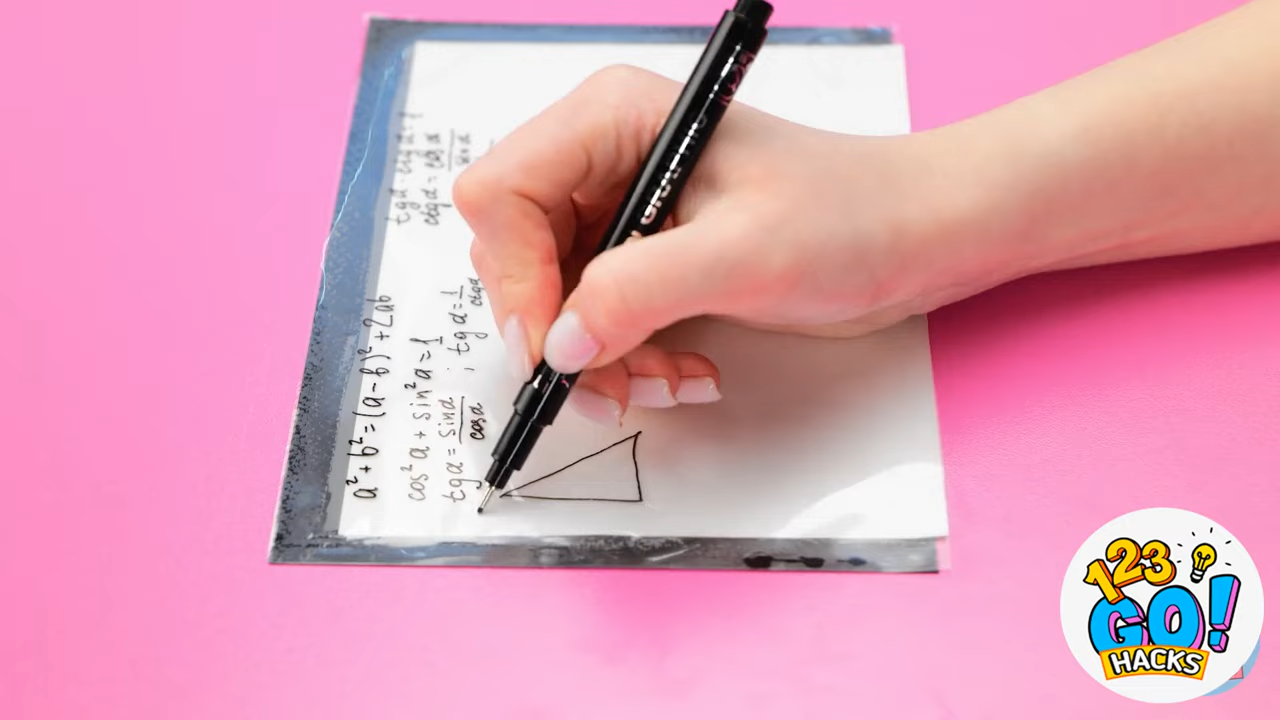 a²+b²=(a-b)²+2ab
cos²a+sin²a=1
tgα=sinα/cosα ; tgα=1/ctgα
tgα·ctgα=1
ctgα=cosα/sinα
123
GO!
HACKS